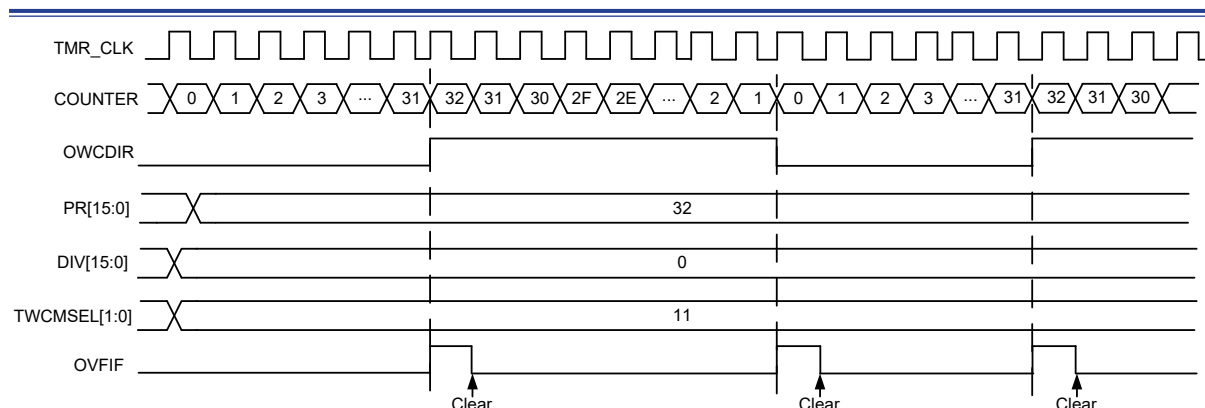 TMR_CLK
COUNTER 0 1 2 3 ... 31 32 31 30 2F 2E ... 2 1 0 1 2 3 ... 31 32 31 30
OWCDIR
PR[15:0] 32
DIV[15:0] 0
TWCMSEL[1:0] 11
OVFIF
Clear Clear Clear